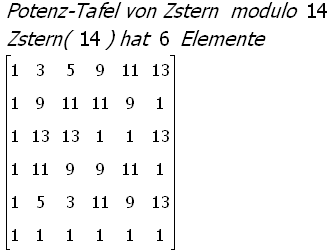 Potenz-Tafel von Zstern modulo 14
Zstern( 14 ) hat 6 Elemente
1 3 5 9 11 13
1 9 11 11 9 1
1 13 13 1 1 13
1 11 9 9 11 1
1 5 3 11 9 13
1 1 1 1 1 1